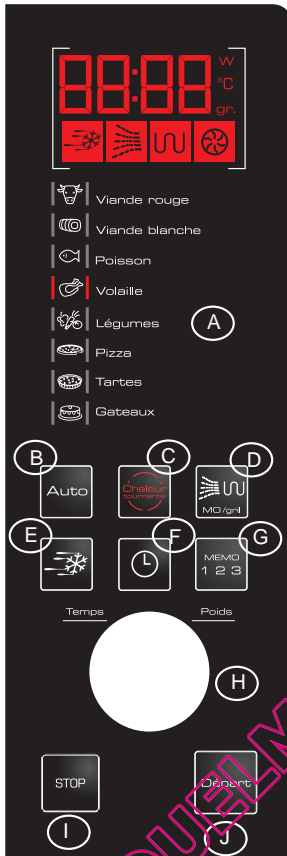 88:88
W
°C
gr.
Viande rouge
Viande blanche
Poisson
Volaille
Légumes
A
Pizza
Tartes
Gateaux
B
C
D
Auto
Chaleur
tournante
MO/gril
E
F
G
MEMO
1 2 3
Temps
Poids
H
STOP
Départ
I
J